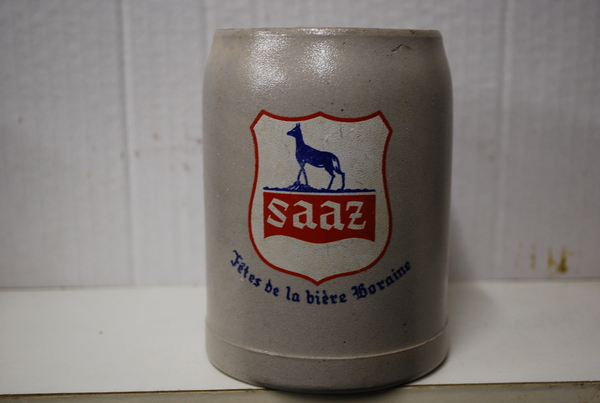 saaz
Fêtes de la bière Boraine